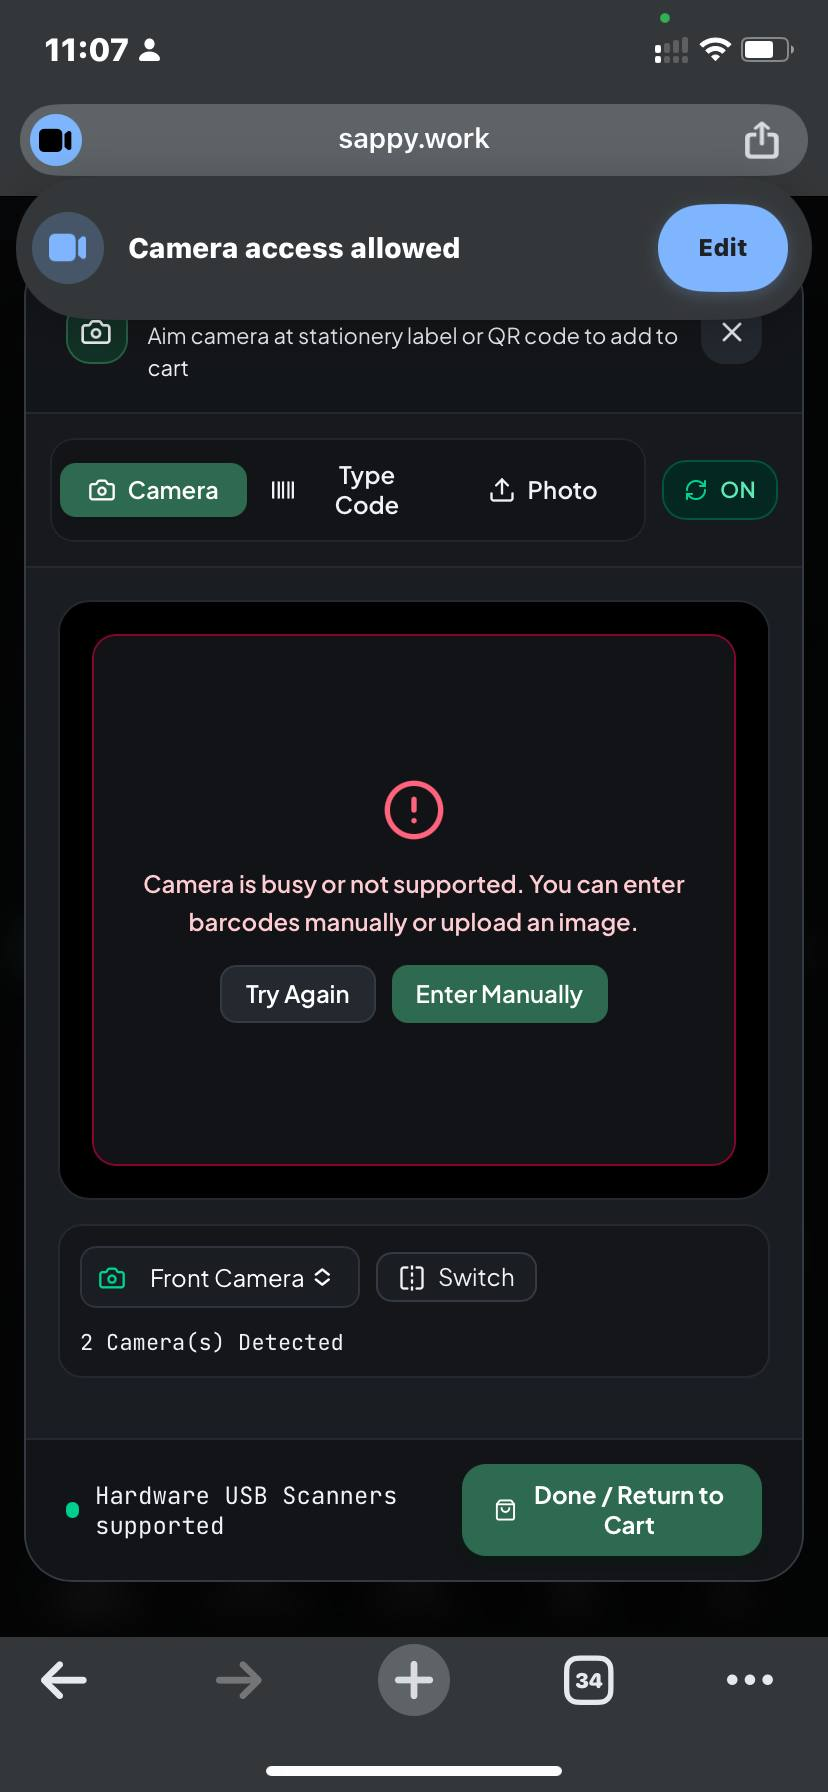 11:07
sappy.work
Camera access allowed
Edit
Aim camera at stationery label or QR code to add to
cart
Camera
Type
Code
Photo
ON
Camera is busy or not supported. You can enter
barcodes manually or upload an image.
Try Again
Enter Manually
Front Camera
Switch
2 Camera(s) Detected
Hardware USB Scanners
supported
Done / Return to
Cart
34